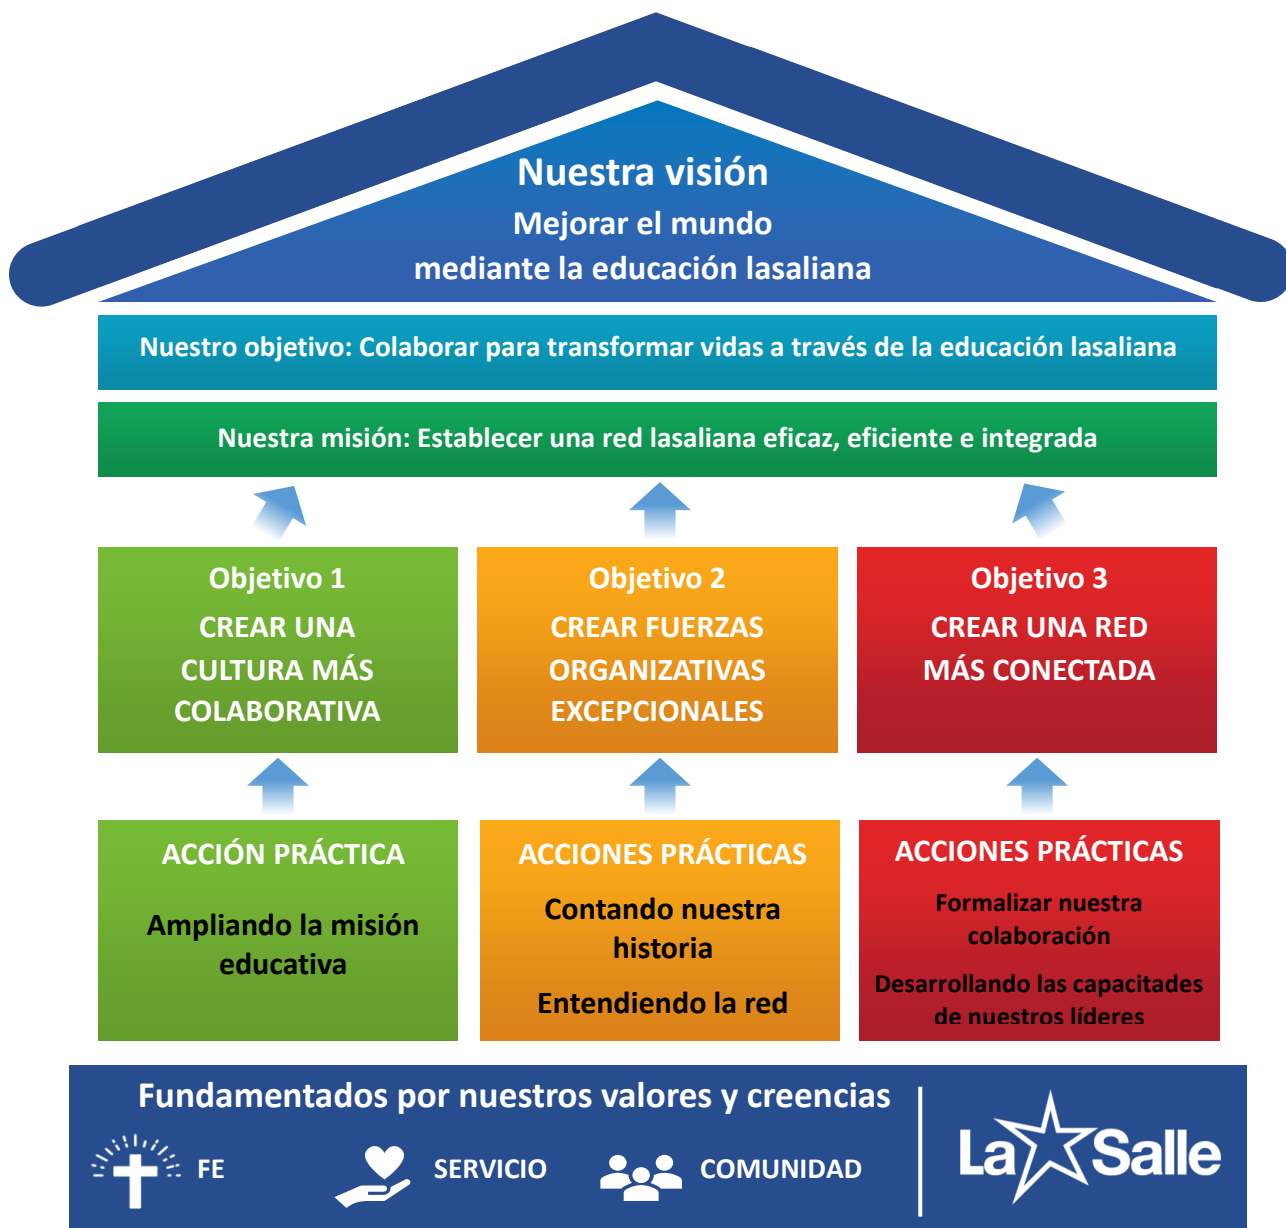 Nuestra visión
Mejorar el mundo
mediante la educación lasaliana
Nuestro objetivo: Colaborar para transformar vidas a través de la educación lasaliana
Nuestra misión: Establecer una red lasaliana eficaz, eficiente e integrada
Objetivo 1
CREAR UNA
CULTURA MÁS
COLABORATIVA
Objetivo 2
CREAR FUERZAS
ORGANIZATIVAS
EXCEPCIONALES
Objetivo 3
CREAR UNA RED
MÁS CONECTADA
ACCIÓN PRÁCTICA
Ampliando la misión
educativa
ACCIONES PRÁCTICAS
Contando nuestra
historia
Entendiendo la red
ACCIONES PRÁCTICAS
Formalizar nuestra
colaboración
Desarrollando las capacidades
de nuestros líderes
Fundamentados por nuestros valores y creencias
FE
SERVICIO
COMUNIDAD
La Salle